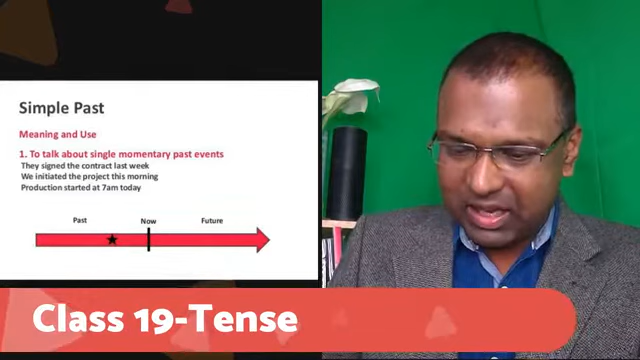 Simple Past
Meaning and Use
1. To talk about single momentary past events
They signed the contract last week
We initiated the project this morning
Production started at 7am today
Past Now Future
Class 19-Tense